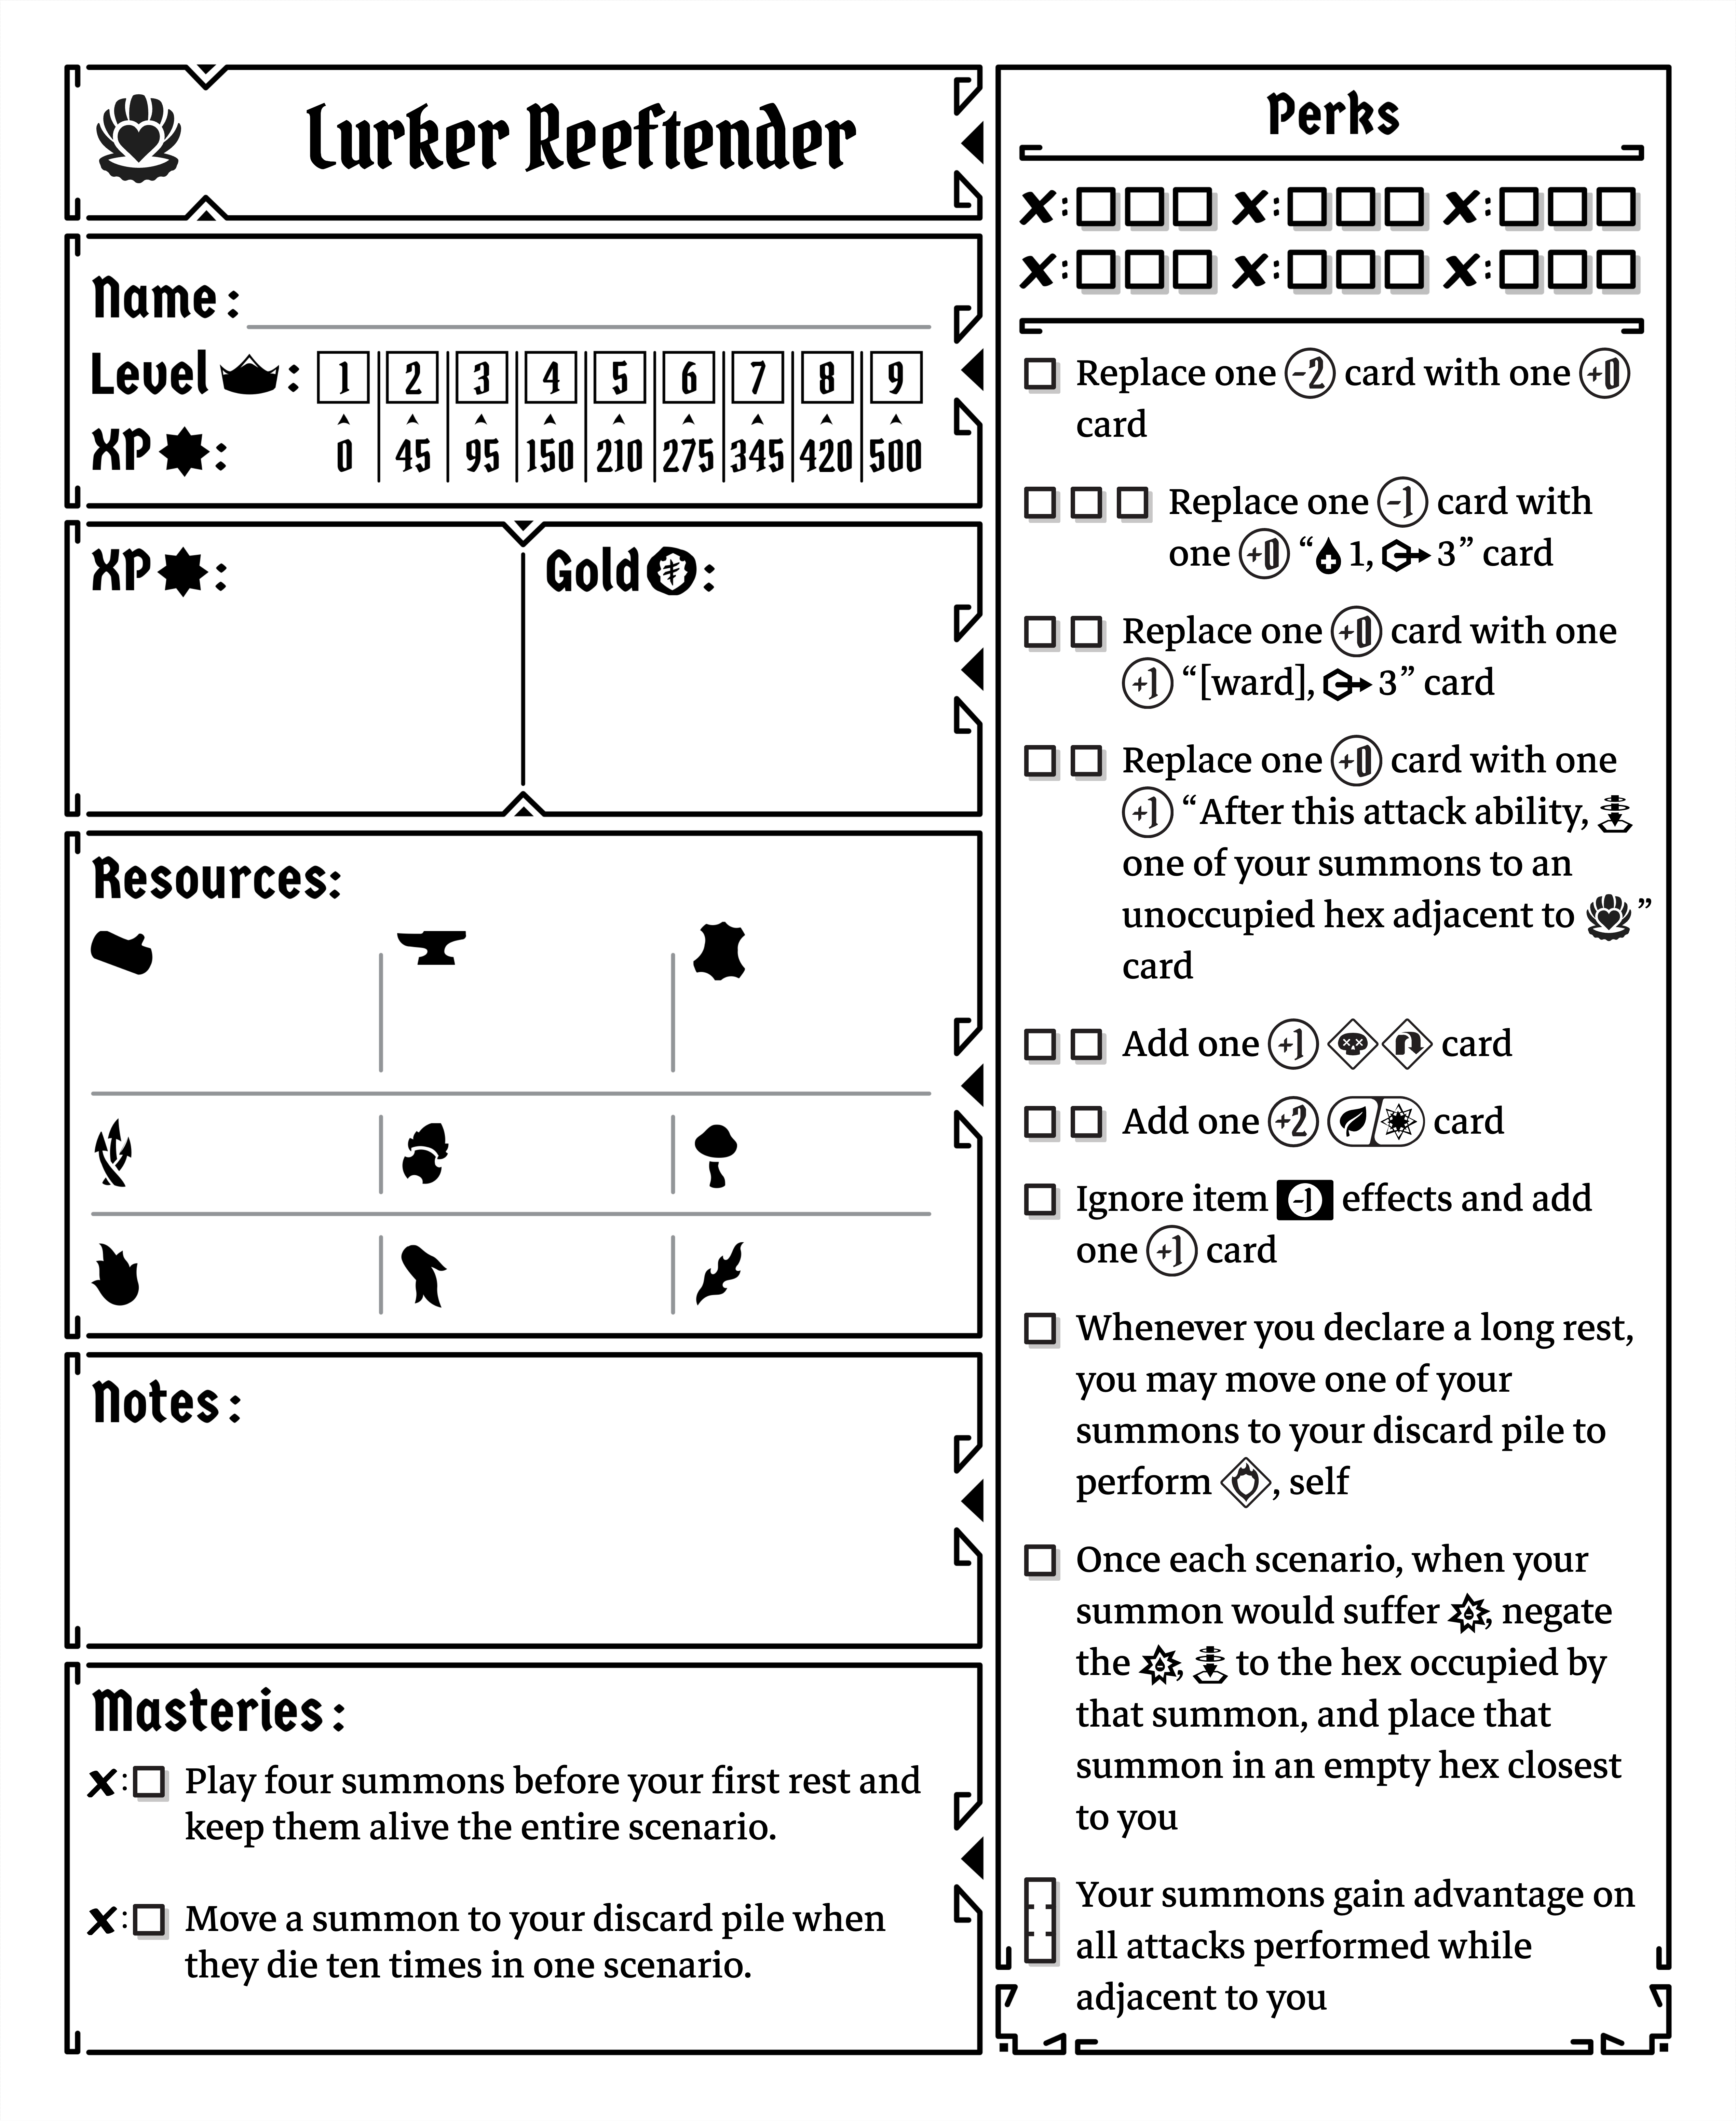 Lurker Reeftender
Name:
Level: 1 2 3 4 5 6 7 8 9
XP: 0 45 95 150 210 275 345 420 500
XP:
Gold:
Resources:
Notes:
Masteries:
Play four summons before your first rest and
keep them alive the entire scenario.
Move a summon to your discard pile when
they die ten times in one scenario.
Perks
Replace one -2 card with one +0
card
Replace one -1 card with
one +0 “ 1, 3” card
Replace one +0 card with one
+1 “[ward], 3” card
Replace one +0 card with one
+1 “After this attack ability,
one of your summons to an
unoccupied hex adjacent to ”
card
Add one +1 card
Add one +2 card
Ignore item -1 effects and add
one +1 card
Whenever you declare a long rest,
you may move one of your
summons to your discard pile to
perform , self
Once each scenario, when your
summon would suffer , negate
the , to the hex occupied by
that summon, and place that
summon in an empty hex closest
to you
Your summons gain advantage on
all attacks performed while
adjacent to you